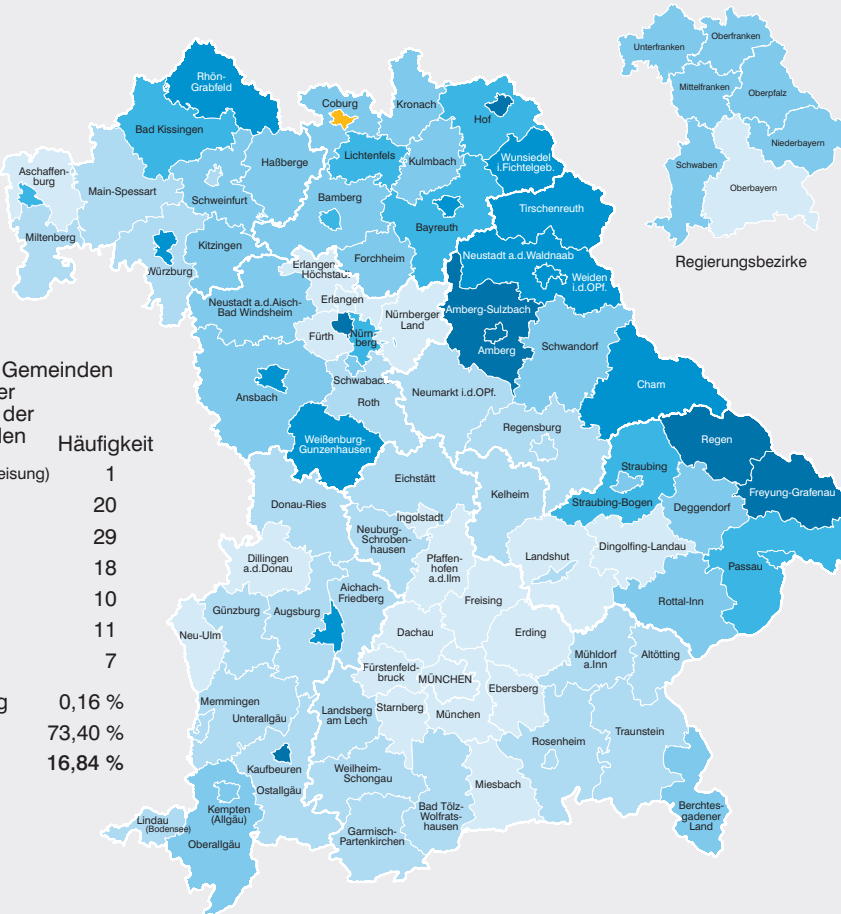 Unterfranken
Oberfranken
Mittelfranken
Oberpfalz
Niederbayern
Schwaben
Oberbayern
Regierungsbezirke
Rhön-
Grabfeld
Bad Kissingen
Coburg
Kronach
Hof
Lichtenfels
Kulmbach
Wunsiedel
i.Fichtelgeb.
Aschaffen-
burg
Main-Spessart
Schweinfurt
Haßberge
Bamberg
Bayreuth
Tirschenreuth
Miltenberg
Würzburg
Kitzingen
Forchheim
Erlangen
Höchstadt
Erlangen
Neustadt a.d.Waldnaab
Weiden
i.d.OPf.
Neustadt a.d.Aisch-
Bad Windsheim
Fürth
Nürn-
berg
Nürnberger
Land
Amberg-Sulzbach
Amberg
Schwandorf
Ansbach
Schwabach
Roth
Neumarkt i.d.OPf.
Cham
Weißenburg-
Gunzenhausen
Regensburg
Regen
Straubing
Straubing-Bogen
Freyung-Grafenau
Deggendorf
Eichstätt
Kelheim
Donau-Ries
Ingolstadt
Neuburg-
Schroben-
hausen
Pfaffen-
hofen
a.d.Ilm
Landshut
Dingolfing-Landau
Passau
Rottal-Inn
Dillingen
a.d.Donau
Aichach-
Friedberg
Günzburg
Augsburg
Freising
Neu-Ulm
Dachau
Erding
Mühldorf
a.Inn
Altötting
Fürstenfeld-
bruck
MÜNCHEN
Ebersberg
Starnberg
München
Memmingen
Unterallgäu
Landsberg
am Lech
Rosenheim
Traunstein
Kaufbeuren
Ostallgäu
Weilheim-
Schongau
Miesbach
Bad Tölz-
Wolfrats-
hausen
Berchtes-
gadener
Land
Lindau
(Bodensee)
Kempten
(Allgäu)
Oberallgäu
Garmisch-
Partenkirchen
Gemeinden
er
der
den
Häufigkeit
eisung) 1
20
29
18
10
11
7
g 0,16 %
73,40 %
16,84 %